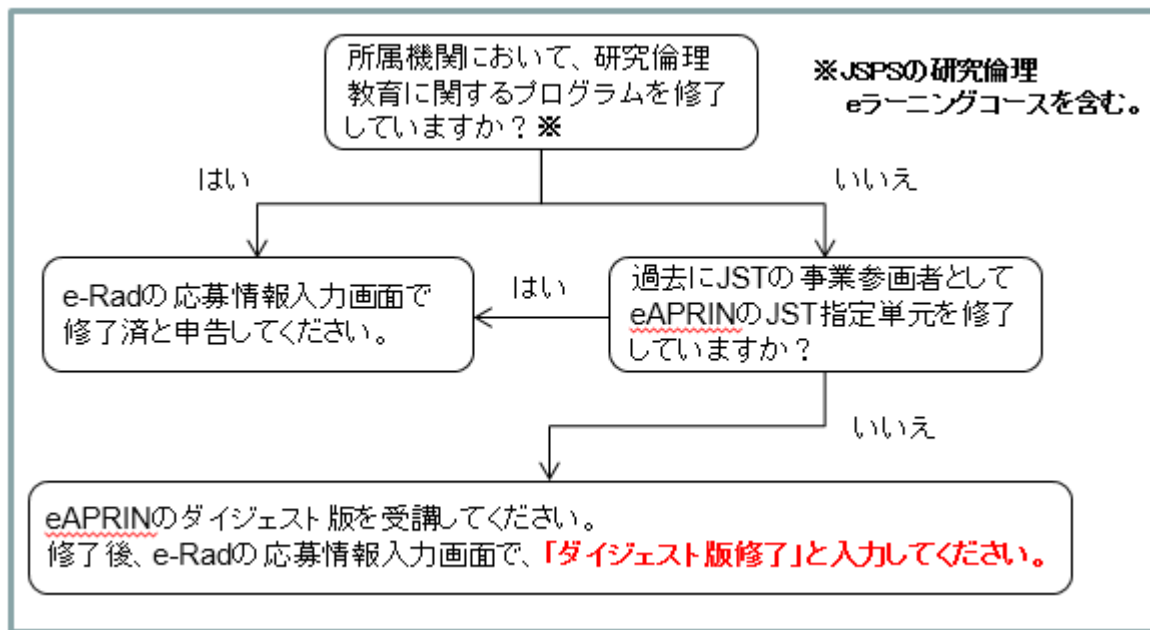 所属機関において、研究倫理
教育に関するプログラムを修了
していますか？※
※JSPSの研究倫理
eラーニングコースを含む。
はい
いいえ
e-Radの応募情報入力画面で
修了済と申告してください。
はい
過去にJSTの事業参画者として
eAPRINのJST指定単元を修了
していますか？
いいえ
eAPRINのダイジェスト版を受講してください。
修了後、e-Radの応募情報入力画面で、「ダイジェスト版修了」と入力してください。